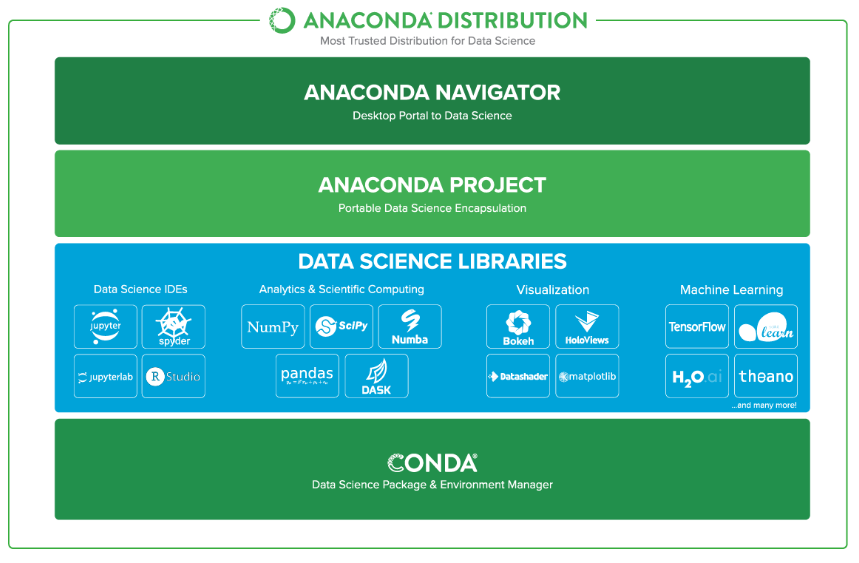 ANACONDA® DISTRIBUTION
Most Trusted Distribution for Data Science
ANACONDA NAVIGATOR
Desktop Portal to Data Science
ANACONDA PROJECT
Portable Data Science Encapsulation
DATA SCIENCE LIBRARIES
Data Science IDEs
jupyter
spyder
jupyterlab
R Studio
Analytics & Scientific Computing
NumPy
SciPy
Numba
pandas
DASK
Visualization
Bokeh
HoloViews
Datashader
matplotlib
Machine Learning
TensorFlow
learn
H2O.ai
theano
...and many more!
CONDA®
Data Science Package & Environment Manager